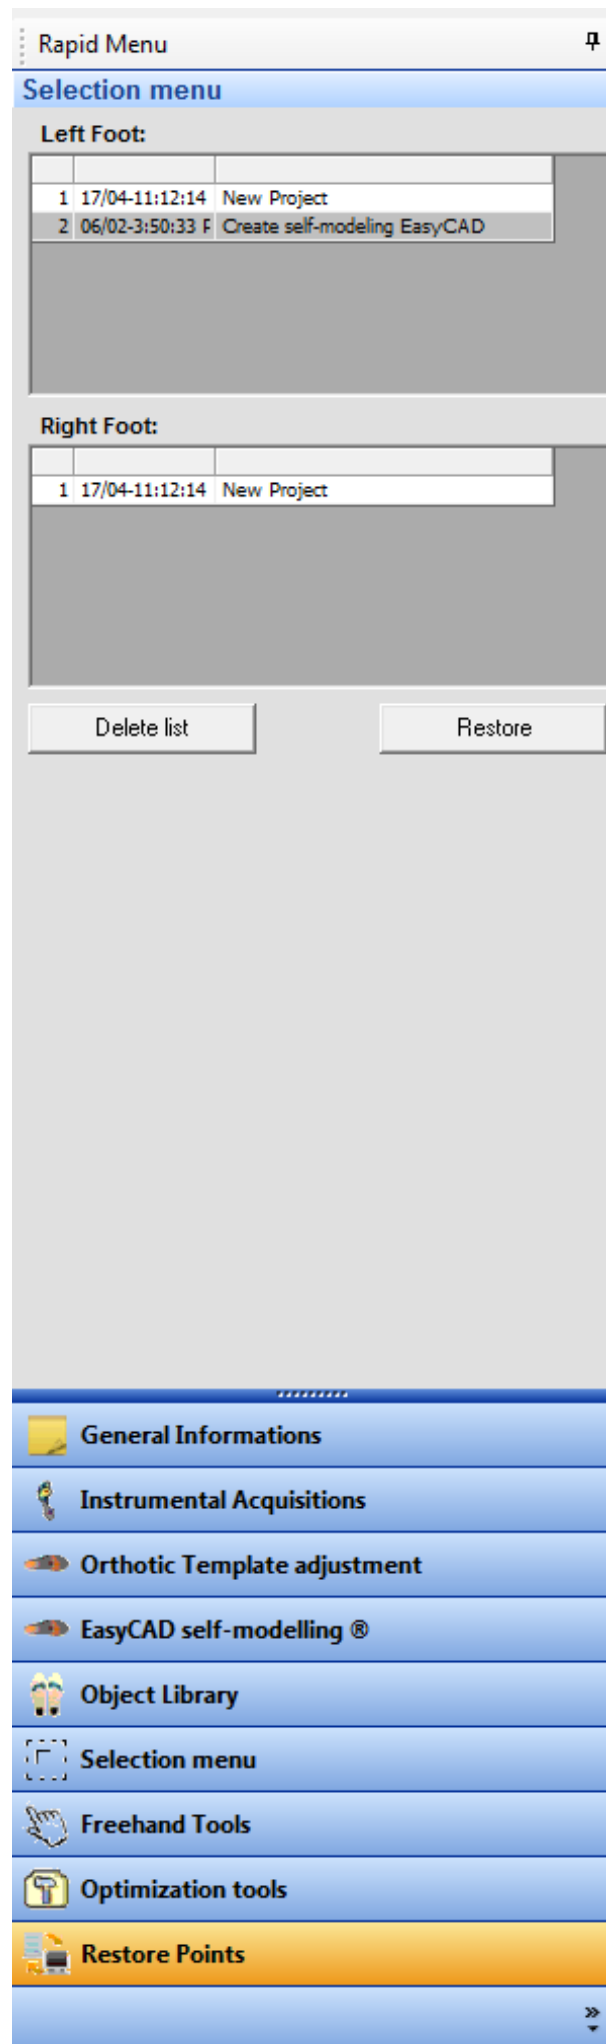 Rapid Menu
Selection menu
Left Foot:
1 17/04-11:12:14 New Project
2 06/02-3:50:33 F Create self-modeling EasyCAD
Right Foot:
1 17/04-11:12:14 New Project
Delete list Restore
General Informations
Instrumental Acquisitions
Orthotic Template adjustment
EasyCAD self-modelling ®
Object Library
Selection menu
Freehand Tools
Optimization tools
Restore Points